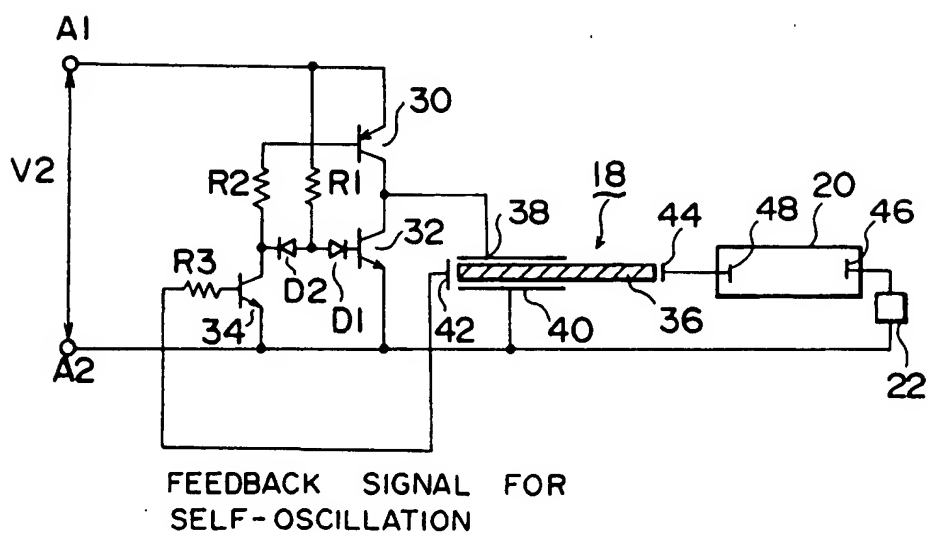 A1
30
V2
R2
R1
18
20
38
44
48
46
32
R3
D2
D1
34
42
40
36
A2
22
FEEDBACK SIGNAL FOR
SELF-OSCILLATION